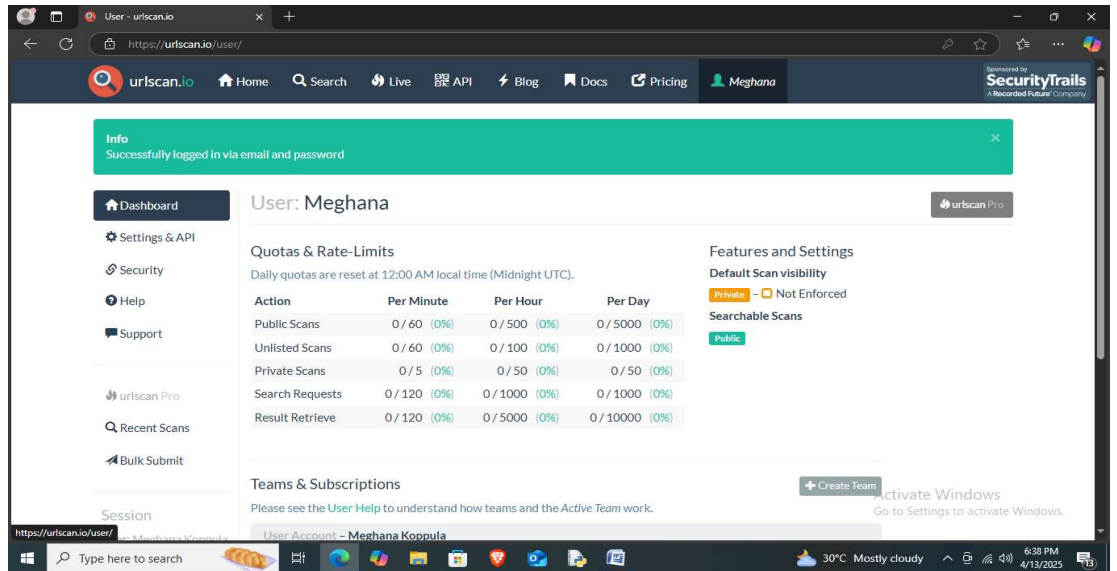 User - urlscan.io
https://urlscan.io/user/
urlscan.io Home Search Live API Blog Docs Pricing Meghana
Sponsored by
SecurityTrails
A Recorded Future Company
Info
Successfully logged in via email and password
Dashboard
Settings & API
Security
Help
Support
urlscan Pro
Recent Scans
Bulk Submit
Session
User: Meghana Koppula
User: Meghana
urlscan Pro
Quotas & Rate-Limits
Daily quotas are reset at 12:00 AM local time (Midnight UTC).
Action Per Minute Per Hour Per Day
Public Scans 0 / 60 (0%) 0 / 500 (0%) 0 / 5000 (0%)
Unlisted Scans 0 / 60 (0%) 0 / 100 (0%) 0 / 1000 (0%)
Private Scans 0 / 5 (0%) 0 / 50 (0%) 0 / 50 (0%)
Search Requests 0 / 120 (0%) 0 / 1000 (0%) 0 / 1000 (0%)
Result Retrieve 0 / 120 (0%) 0 / 5000 (0%) 0 / 10000 (0%)
Features and Settings
Default Scan visibility
Private – Not Enforced
Searchable Scans
Public
Teams & Subscriptions
Create Team
Please see the User Help to understand how teams and the Active Team work.
User Account – Meghana Koppula
Activate Windows
Go to Settings to activate Windows.
https://urlscan.io/user/
Type here to search
30°C Mostly cloudy
6:38 PM
4/13/2025
13